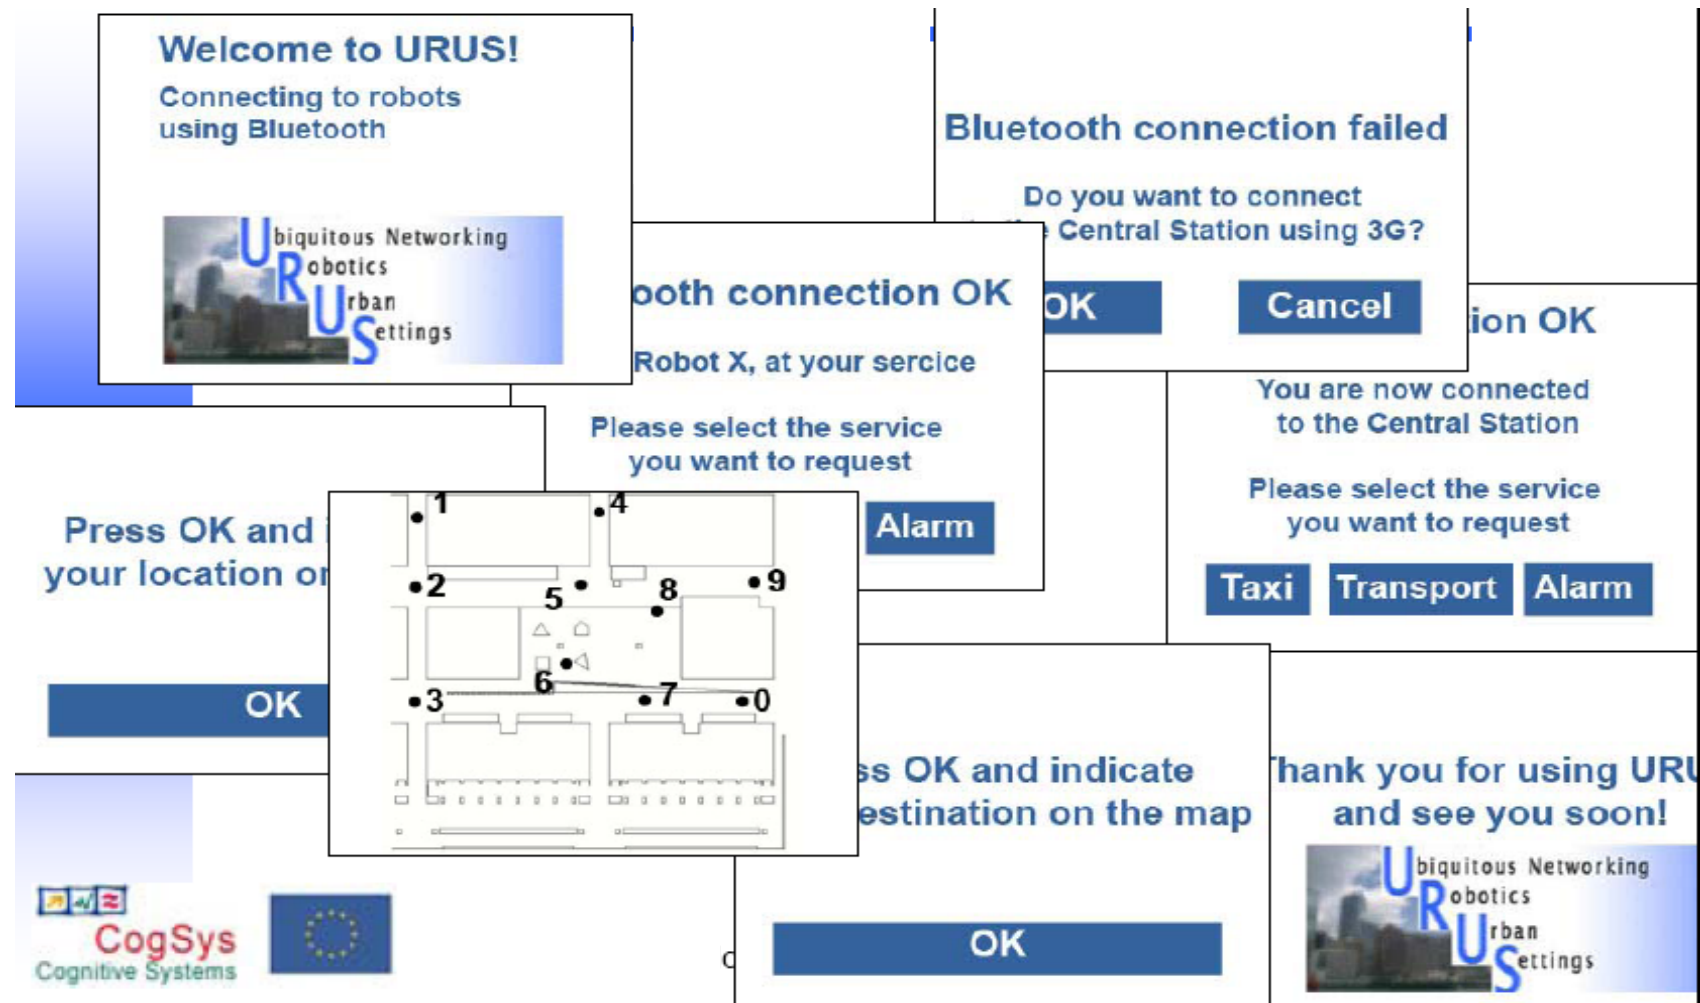 Welcome to URUS!
Connecting to robots
using Bluetooth
Ubiquitous Networking
Robotics
Urban
Settings
Bluetooth connection failed
Do you want to connect
Central Station using 3G?
OK
Cancel
ooth connection OK
Robot X, at your sercice
Please select the service
you want to request
Alarm
ion OK
You are now connected
to the Central Station
Please select the service
you want to request
Taxi Transport Alarm
Press OK and i
your location or
OK
1 4
2 5 8 9
6
3 7 0
ss OK and indicate
estination on the map
OK
Thank you for using URU
and see you soon!
Ubiquitous Networking
Robotics
Urban
Settings
CogSys
Cognitive Systems